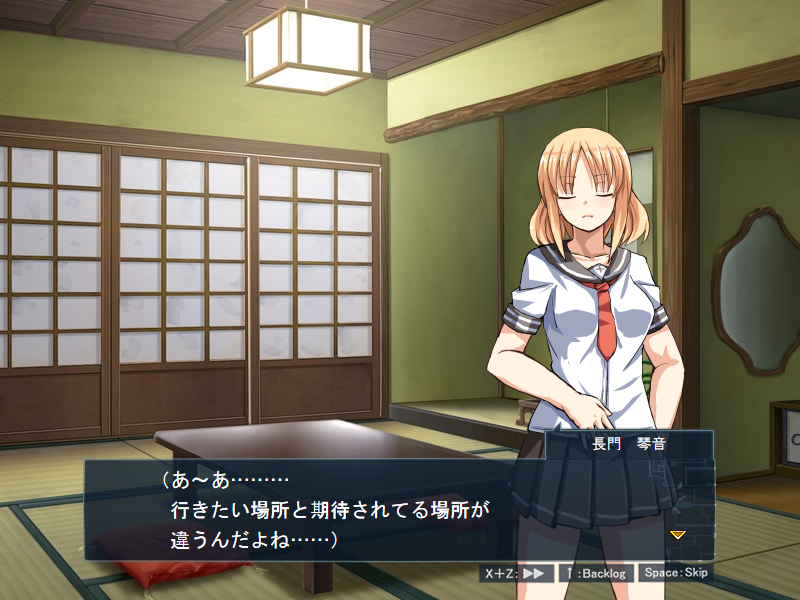 長門　琴音
（あ～あ………
行きたい場所と期待されてる場所が
違うんだよね……）
X+Z:▶▶ ↑:Backlog Space:Skip